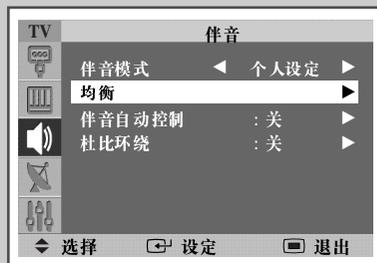 TV 伴音
伴音模式 个人设定
均衡
伴音自动控制 : 关
杜比环绕 : 关
选择 设定 退出